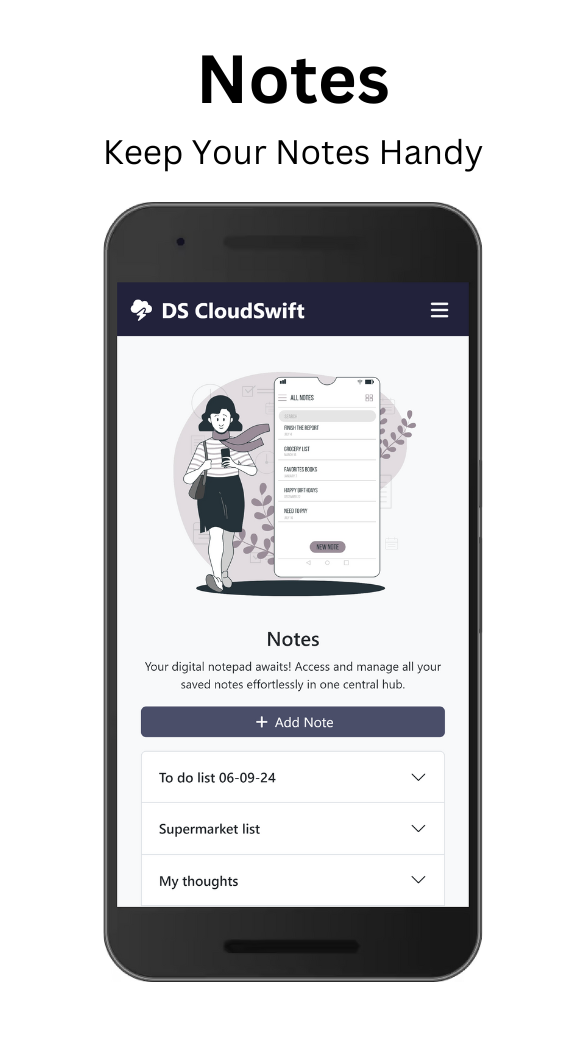 Notes
Keep Your Notes Handy
DS CloudSwift
ALL NOTES
FINISH THE REPORT
GROCERY LIST
FAVORITES BOOKS
HAPPY BIRTHDAYS
NEED TO PAY
NEW NOTE
Notes
Your digital notepad awaits! Access and manage all your
saved notes effortlessly in one central hub.
+ Add Note
To do list 06-09-24
Supermarket list
My thoughts